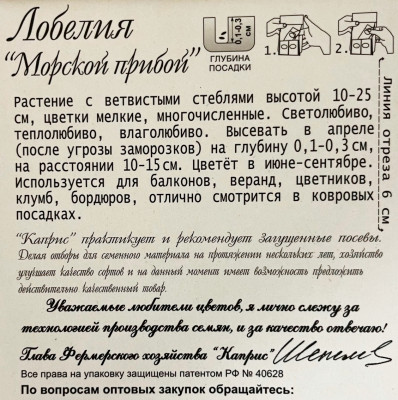 Лобелия
"Морской прибой"
0,1-0,3
см
ГЛУБИНА
ПОСАДКИ
1.
2.
ЛИНИЯ ОТРЕЗА 6 СМ.
Растение с ветвистыми стеблями высотой 10-25
см, цветки мелкие, многочисленные. Светолюбиво,
теплолюбиво, влаголюбиво. Высевать в апреле
(после угрозы заморозков) на глубину 0,1-0,3 см,
на расстоянии 10-15 см. Цветёт в июне-сентябре.
Используется для балконов, веранд, цветников,
клумб, бордюров, отлично смотрится в ковровых
посадках.
"Каприс" практикует и рекомендует загущенные посевы.
Делая отборы для семенного материала на протяжении нескольких лет, хозяйство
улучшает качество сортов и на данный момент имеет возможность предложить
действительно качественный товар.
Уважаемые любители цветов, я лично слежу за
технологией производства семян, и за качество отвечаю!
Глава Фермерского хозяйства "Каприс"
Все права на упаковку защищены патентом РФ № 40628
По вопросам оптовых закупок обращайтесь: